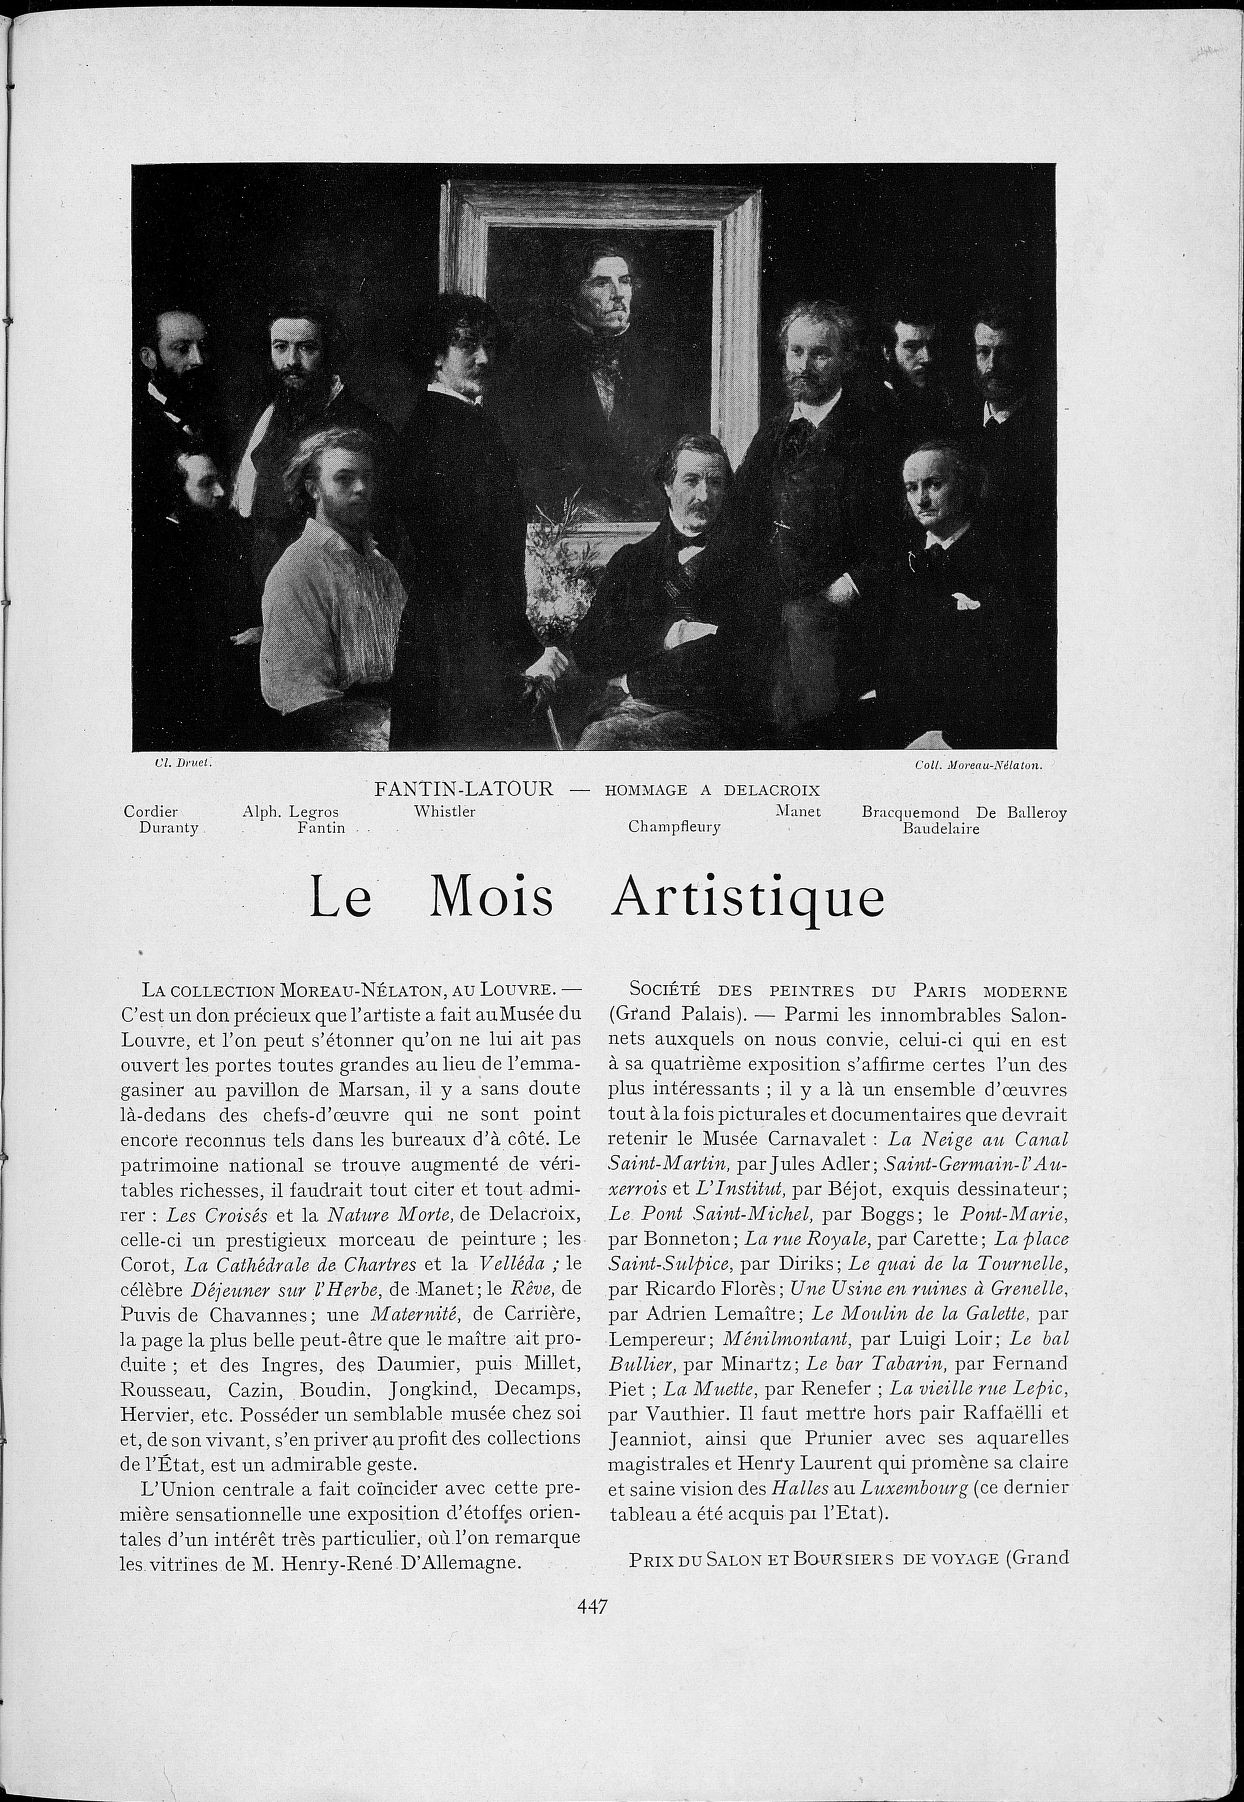 Cl. Druet.
Coll. Moreau-Nélaton.
FANTIN-LATOUR — HOMMAGE A DELACROIX
Cordier Alph. Legros Whistler Manet Bracquemond De Balleroy
Duranty Fantin Champfleury Baudelaire
Le Mois Artistique
LA COLLECTION MOREAU-NÉLATON, AU LOUVRE. —
C'est un don précieux que l'artiste a fait au Musée du
Louvre, et l'on peut s'étonner qu'on ne lui ait pas
ouvert les portes toutes grandes au lieu de l'emma-
gasiner au pavillon de Marsan, il y a sans doute
là-dedans des chefs-d'œuvre qui ne sont point
encore reconnus tels dans les bureaux d'à côté. Le
patrimoine national se trouve augmenté de véri-
tables richesses, il faudrait tout citer et tout admi-
rer : Les Croisés et la Nature Morte, de Delacroix,
celle-ci un prestigieux morceau de peinture ; les
Corot, La Cathédrale de Chartres et la Velléda ; le
célèbre Déjeuner sur l'Herbe, de Manet ; le Rêve, de
Puvis de Chavannes ; une Maternité, de Carrière,
la page la plus belle peut-être que le maître ait pro-
duite ; et des Ingres, des Daumier, puis Millet,
Rousseau, Cazin, Boudin, Jongkind, Decamps,
Hervier, etc. Posséder un semblable musée chez soi
et, de son vivant, s'en priver au profit des collections
de l'État, est un admirable geste.
L'Union centrale a fait coïncider avec cette pre-
mière sensationnelle une exposition d'étoffes orien-
tales d'un intérêt très particulier, où l'on remarque
les vitrines de M. Henry-René D'Allemagne.
SOCIÉTÉ DES PEINTRES DU PARIS MODERNE
(Grand Palais). — Parmi les innombrables Salon-
nets auxquels on nous convie, celui-ci qui en est
à sa quatrième exposition s'affirme certes l'un des
plus intéressants ; il y a là un ensemble d'œuvres
tout à la fois picturales et documentaires que devrait
retenir le Musée Carnavalet : La Neige au Canal
Saint-Martin, par Jules Adler ; Saint-Germain-l'Au-
xerrois et L'Institut, par Béjot, exquis dessinateur ;
Le Pont Saint-Michel, par Boggs ; le Pont-Marie,
par Bonneton ; La rue Royale, par Carette ; La place
Saint-Sulpice, par Diriks ; Le quai de la Tournelle,
par Ricardo Florès ; Une Usine en ruines à Grenelle,
par Adrien Lemaître ; Le Moulin de la Galette, par
Lempereur ; Ménilmontant, par Luigi Loir ; Le bal
Bullier, par Minartz ; Le bar Tabarin, par Fernand
Piet ; La Muette, par Renefer ; La vieille rue Lepic,
par Vauthier. Il faut mettre hors pair Raffaëlli et
Jeanniot, ainsi que Prunier avec ses aquarelles
magistrales et Henry Laurent qui promène sa claire
et saine vision des Halles au Luxembourg (ce dernier
tableau a été acquis par l'Etat).
PRIX DU SALON ET BOURSIERS DE VOYAGE (Grand
447